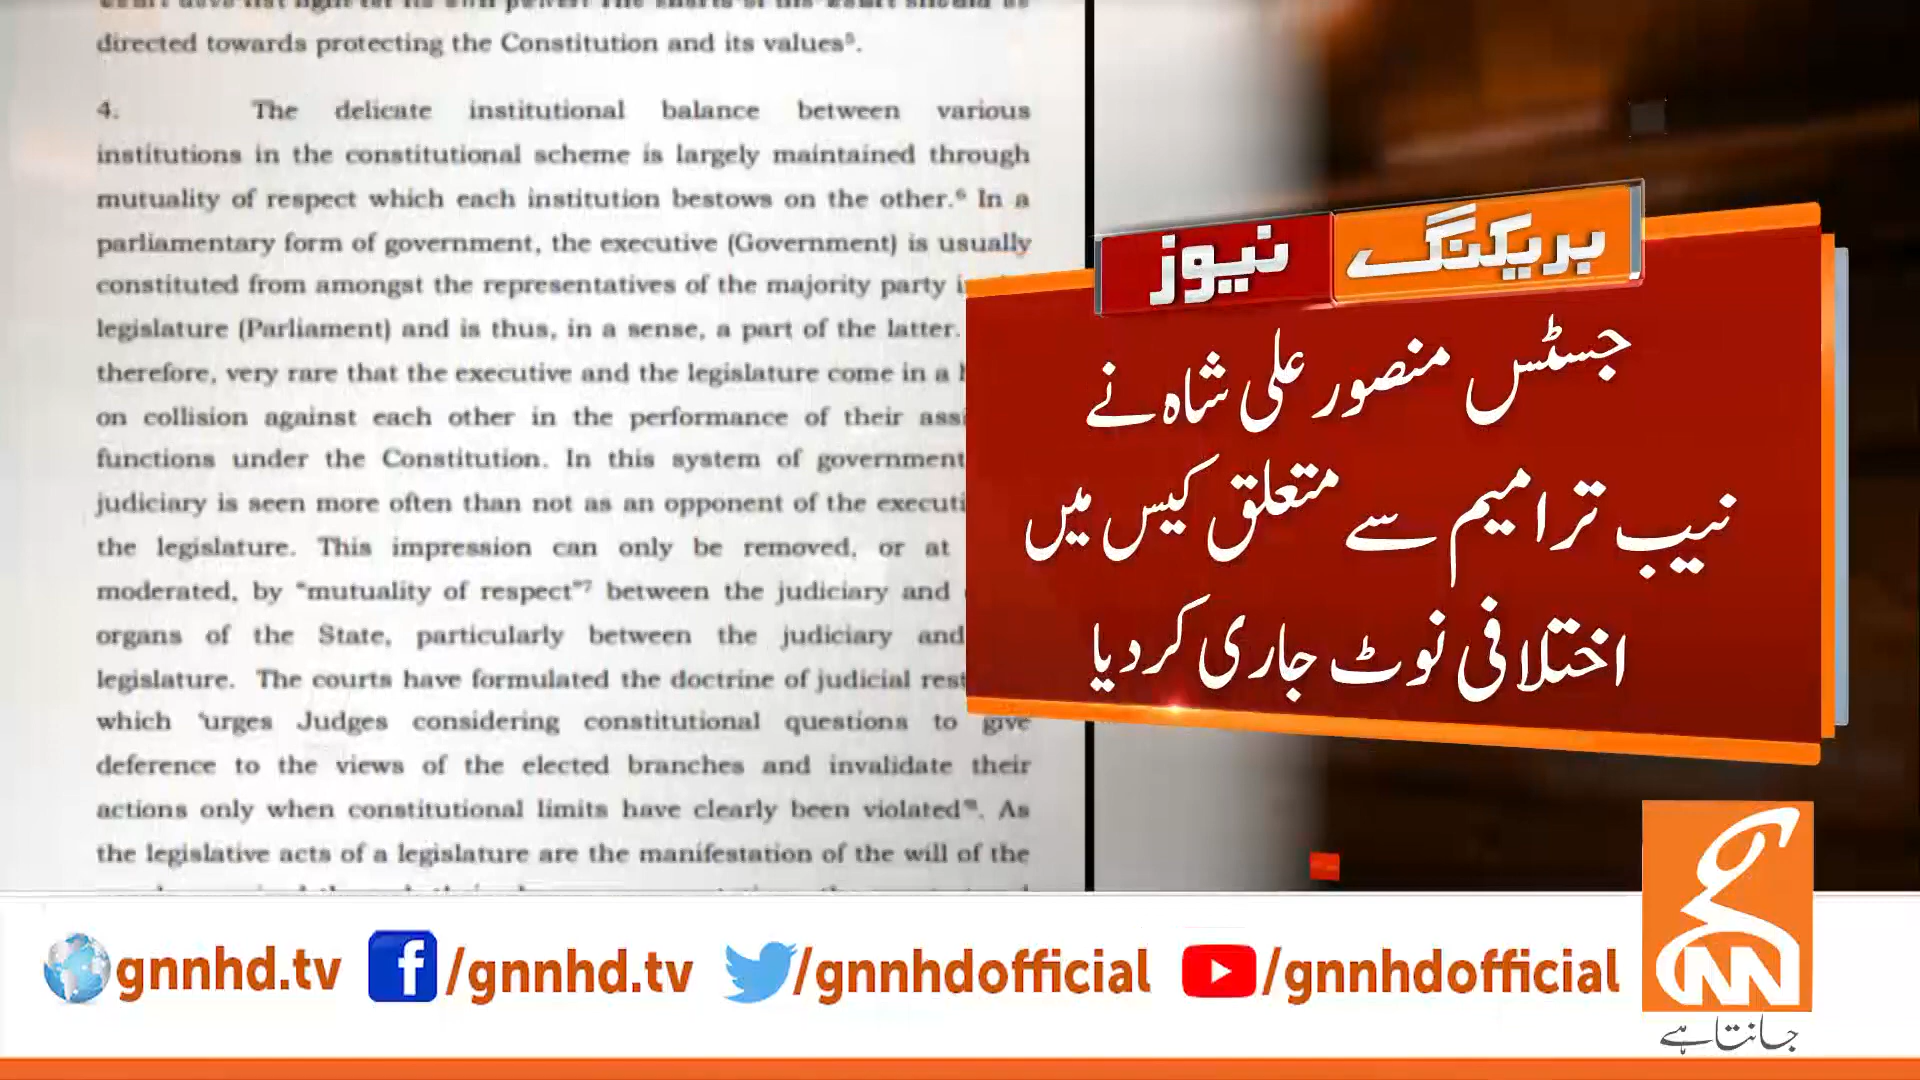 directed towards protecting the Constitution and its values⁵.
4. The delicate institutional balance between various
institutions in the constitutional scheme is largely maintained through
mutuality of respect which each institution bestows on the other.⁶ In a
parliamentary form of government, the executive (Government) is usually
constituted from amongst the representatives of the majority party
legislature (Parliament) and is thus, in a sense, a part of the latter.
therefore, very rare that the executive and the legislature come in a
on collision against each other in the performance of their
functions under the Constitution. In this system of government
judiciary is seen more often than not as an opponent of the
the legislature. This impression can only be removed, or at
moderated, by “mutuality of respect”⁷ between the judiciary and
organs of the State, particularly between the judiciary and
legislature. The courts have formulated the doctrine of judicial
which ‘urges Judges considering constitutional questions to give
deference to the views of the elected branches and invalidate their
actions only when constitutional limits have clearly been violated’⁸. As
the legislative acts of a legislature are the manifestation of the will of the
بریکنگ نیوز
جسٹس منصور علی شاہ نے
نیب ترامیم سے متعلق کیس میں
اختلافی نوٹ جاری کردیا
gnnhd.tv /gnnhd.tv /gnnhdofficial /gnnhdofficial
GNN
جانتا ہے